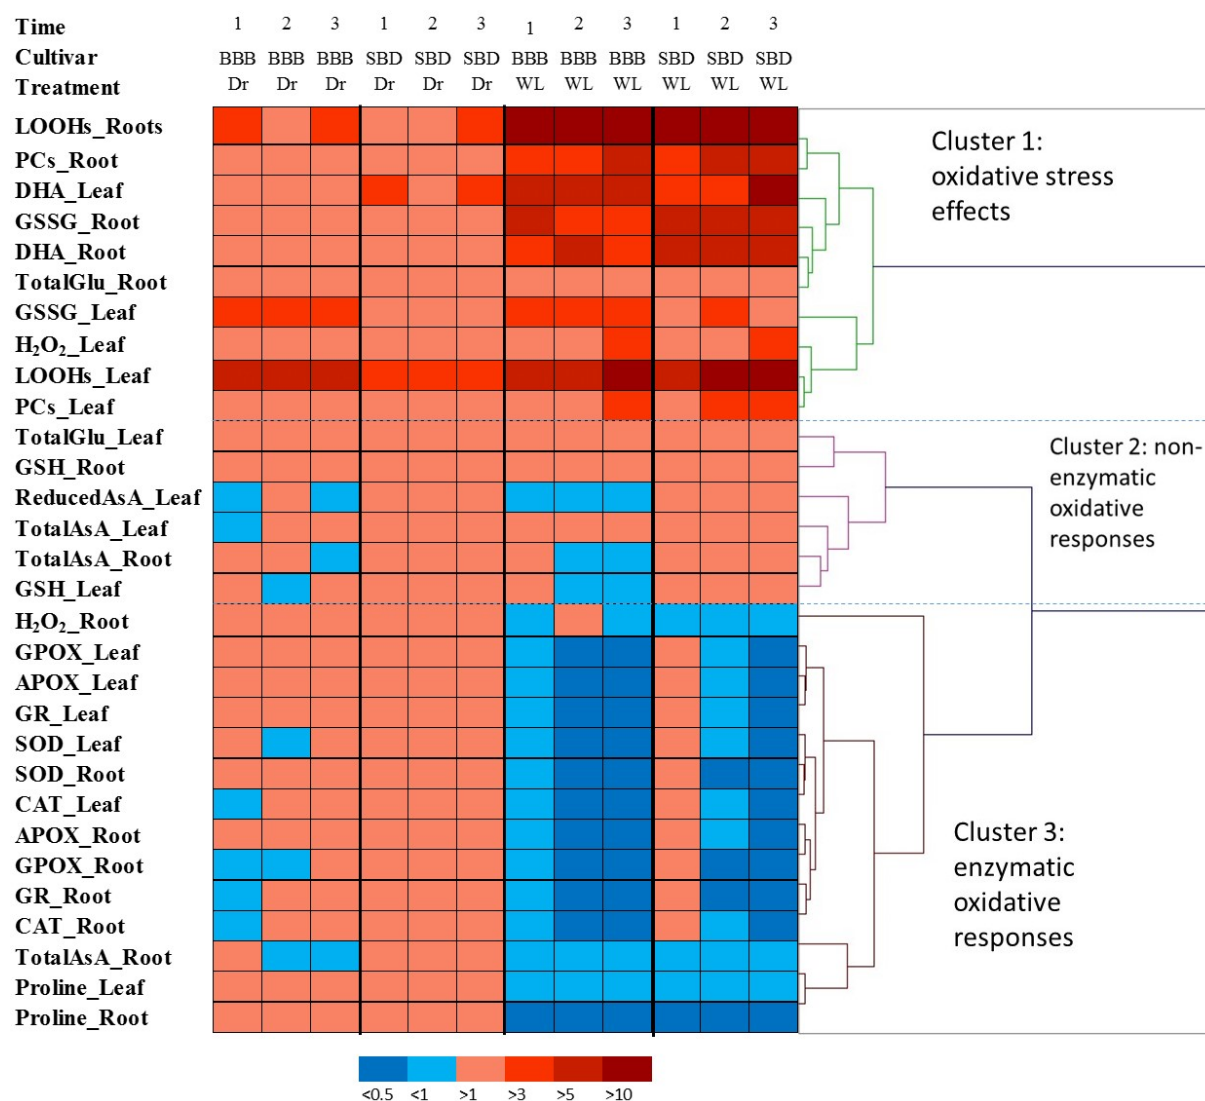 Time 1 2 3 1 2 3 1 2 3 1 2 3
Cultivar BBB BBB BBB SBD SBD SBD BBB BBB BBB SBD SBD SBD
Treatment Dr Dr Dr Dr Dr Dr WL WL WL WL WL WL
LOOHs_Roots
PCs_Root
DHA_Leaf
GSSG_Root
DHA_Root
TotalGlu_Root
GSSG_Leaf
H₂O₂_Leaf
LOOHs_Leaf
PCs_Leaf
TotalGlu_Leaf
GSH_Root
ReducedAsA_Leaf
TotalAsA_Leaf
TotalAsA_Root
GSH_Leaf
H₂O₂_Root
GPOX_Leaf
APOX_Leaf
GR_Leaf
SOD_Leaf
SOD_Root
CAT_Leaf
APOX_Root
GPOX_Root
GR_Root
CAT_Root
TotalAsA_Root
Proline_Leaf
Proline_Root
Cluster 1:
oxidative stress
effects
Cluster 2: non-
enzymatic
oxidative
responses
Cluster 3:
enzymatic
oxidative
responses
<0.5 <1 >1 >3 >5 >10